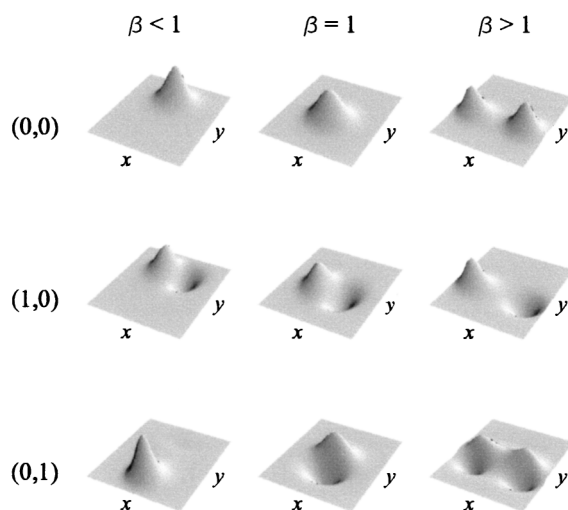 β < 1 β = 1 β > 1
(0,0)
x y x y x y
(1,0)
x y x y x y
(0,1)
x y x y x y